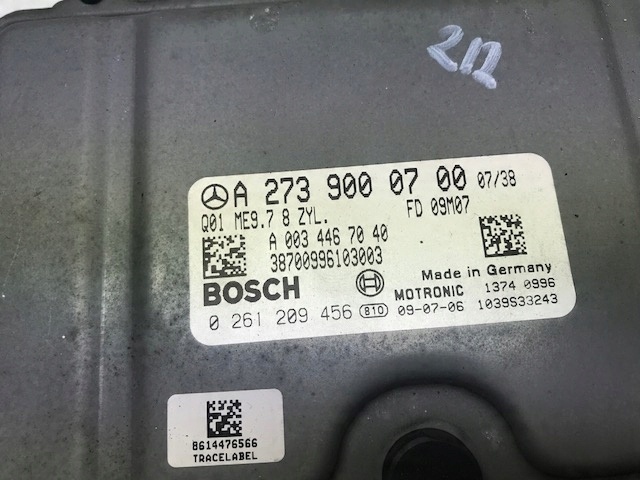 212
A 273 900 07 00 07/38
Q01 ME9.7 8 ZYL. FD 09M07
A 003 446 70 40
38700996103003
Made in Germany
BOSCH MOTRONIC 1374 0996
0 261 209 456 810 09-07-06 1039S33243
8614476566
TRACELABEL